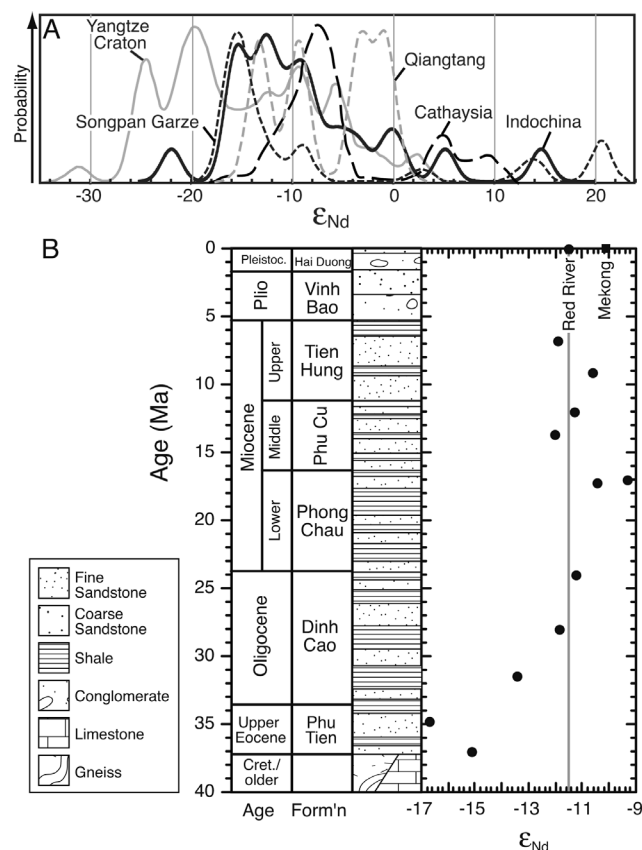 A
Yangtze
Craton
Qiangtang
Songpan Garze
Cathaysia
Indochina
Probability
-30
-20
-10
0
10
20
εNd
B
0
5
10
15
20
25
30
35
40
Age (Ma)
Pleistoc.
Hai Duong
Plio
Vinh
Bao
Miocene
Upper
Tien
Hung
Middle
Phu Cu
Lower
Phong
Chau
Oligocene
Dinh
Cao
Upper
Eocene
Phu
Tien
Cret./
older
Age
Form'n
Red River
Mekong
-17
-15
-13
-11
-9
εNd
Fine
Sandstone
Coarse
Sandstone
Shale
Conglomerate
Limestone
Gneiss